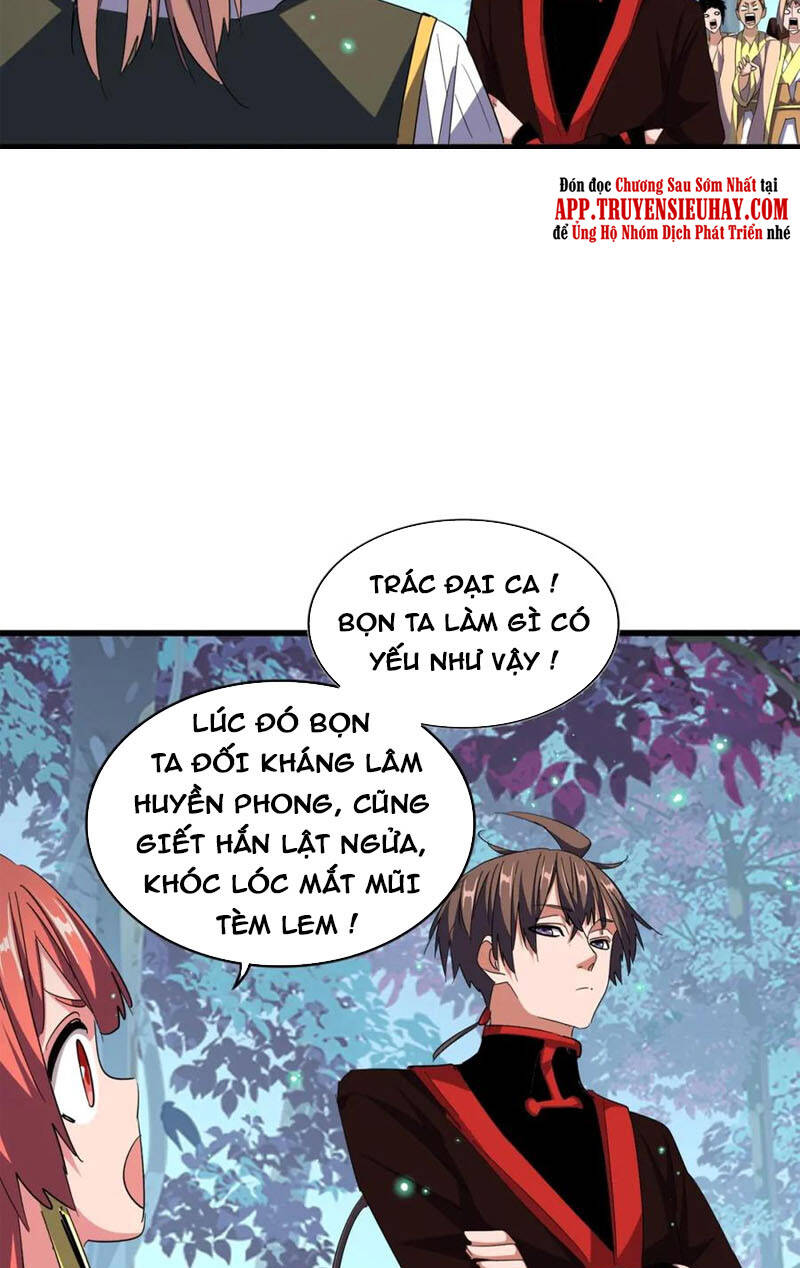 Đón đọc Chương Sau Sớm Nhất tại
APP.TRUYENSIEUHAY.COM
để Ủng Hộ Nhóm Dịch Phát Triển nhé
TRÁC ĐẠI CA !
BỌN TA LÀM GÌ CÓ
YẾU NHƯ VẬY !
LÚC ĐÓ BỌN
TA ĐỐI KHÁNG LÂM
HUYỀN PHONG, CŨNG
GIẾT HẮN LẬT NGỬA,
KHÓC LÓC MẮT MŨI
TÈM LEM !